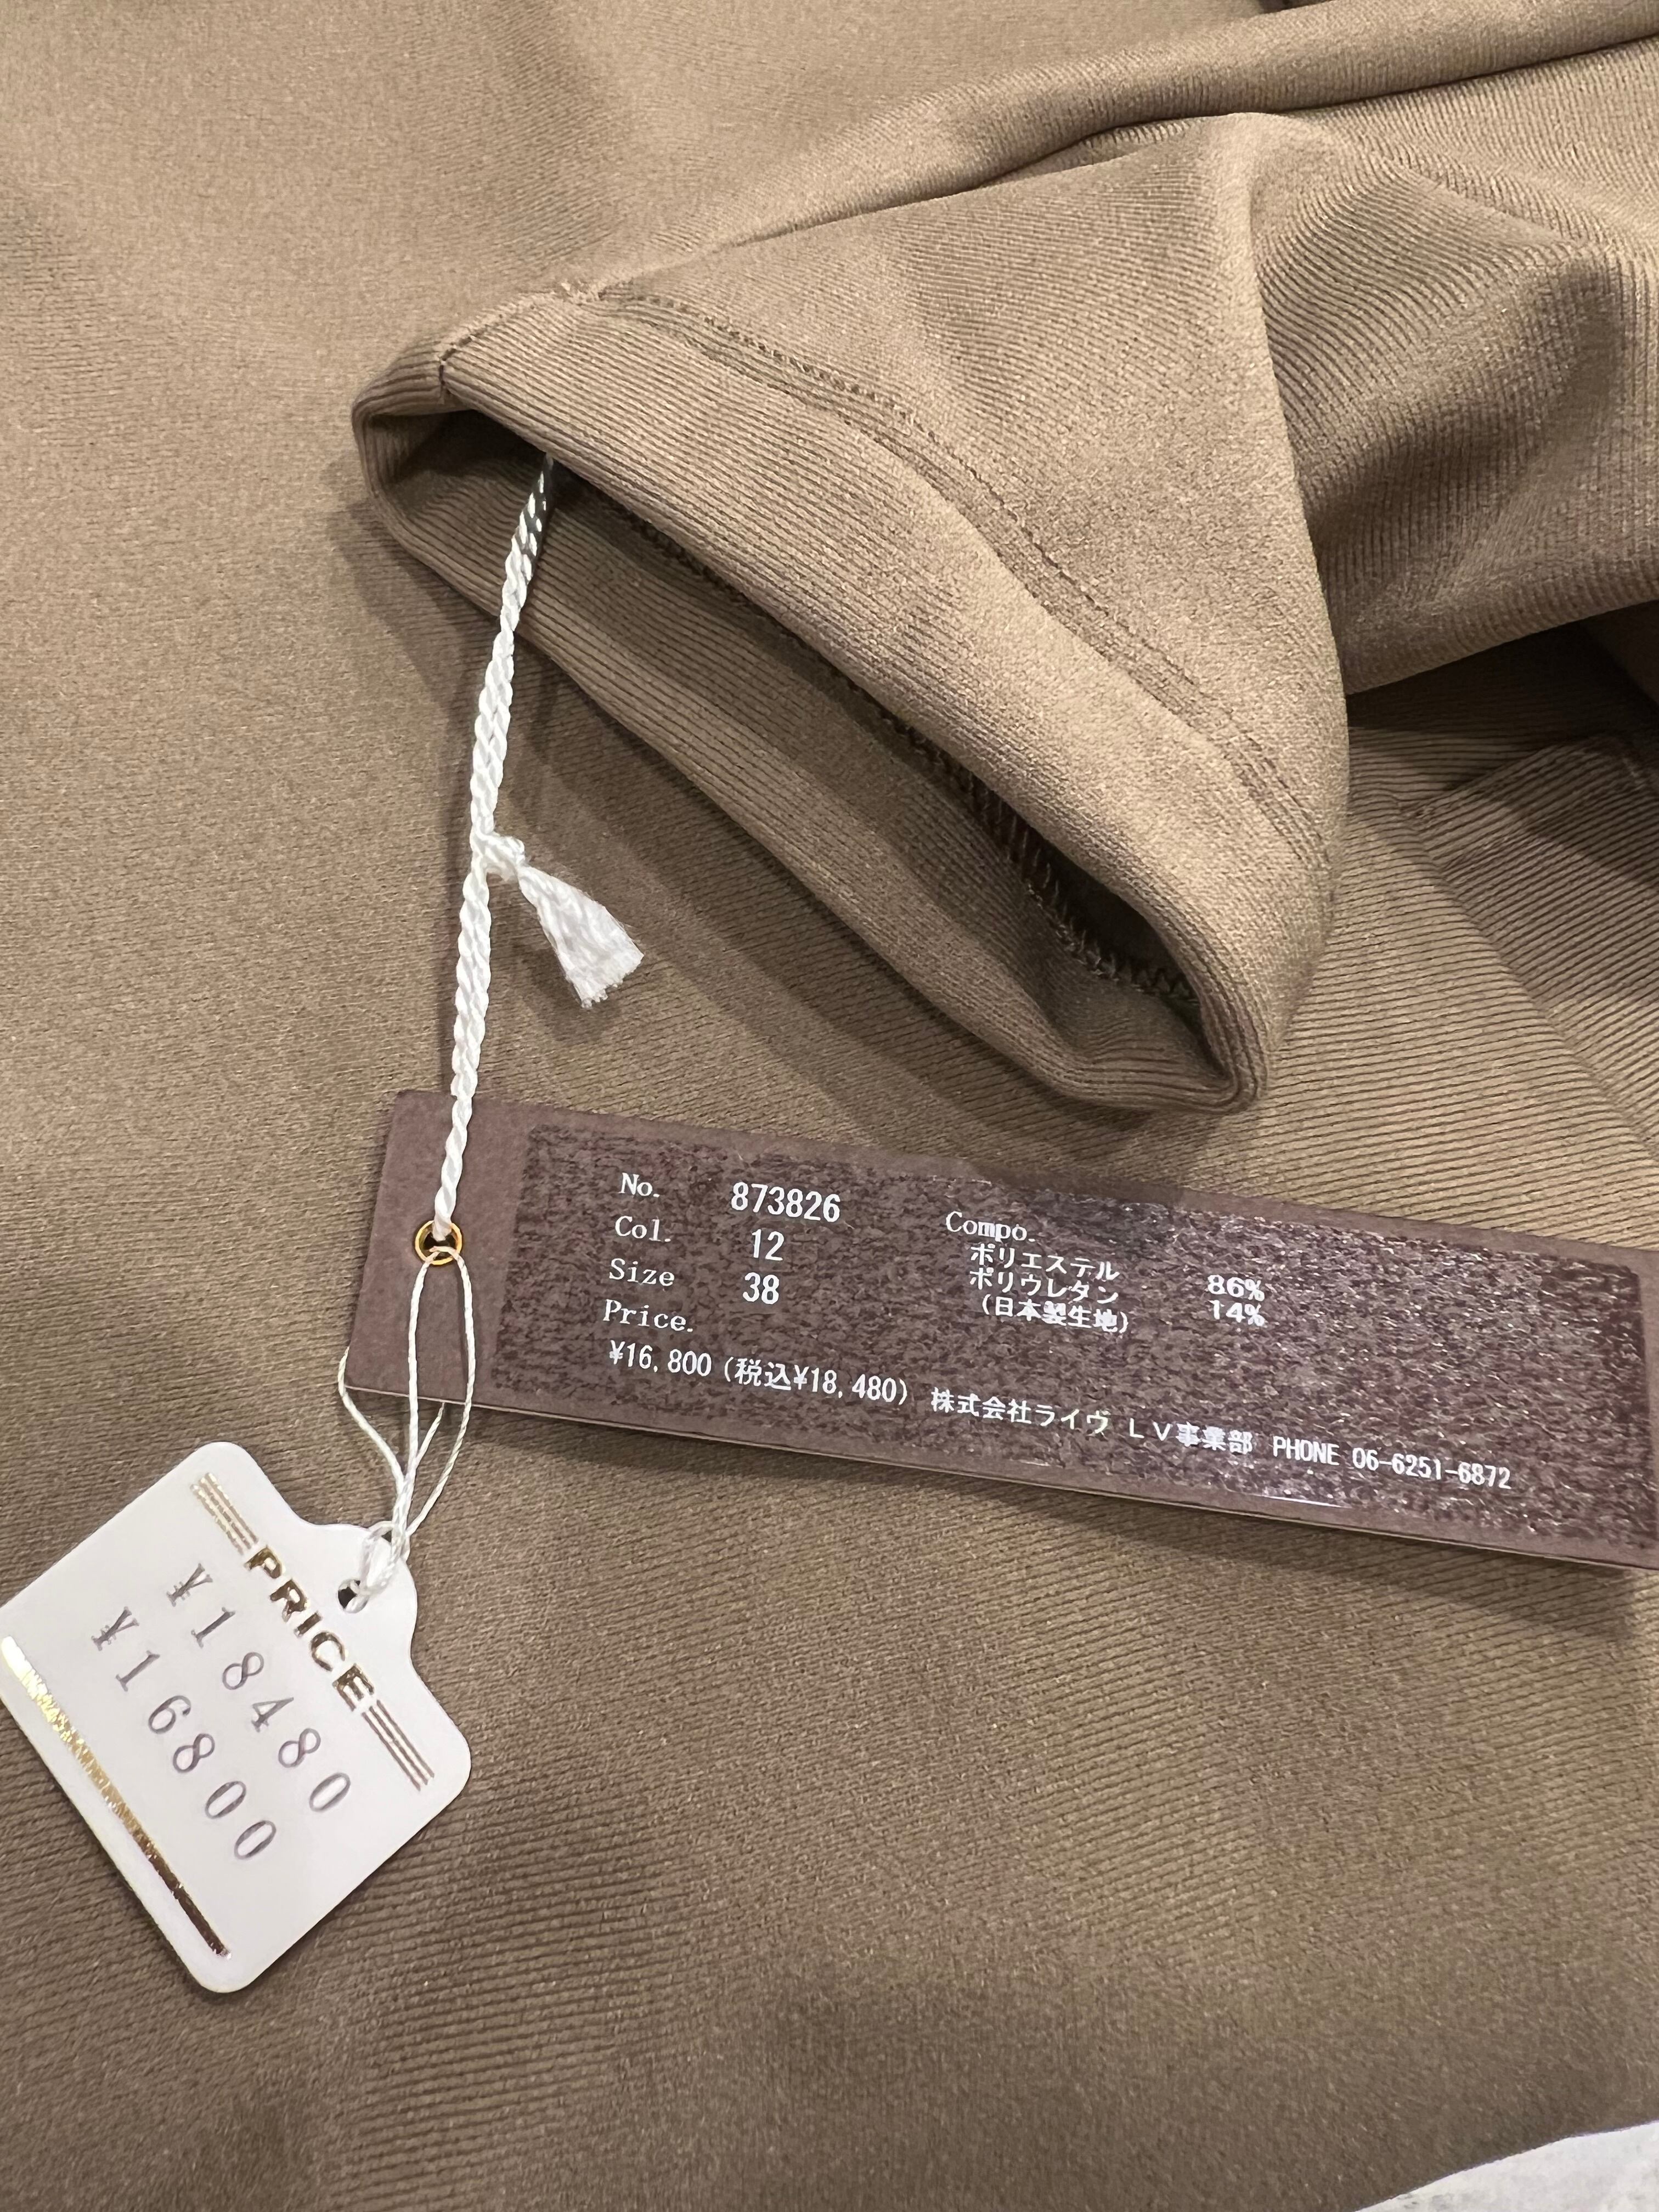 No. 873826
Col. 12
Size 38
Price.
¥16,800 (税込¥18,480)
Compo.
ポリエステル 86%
ポリウレタン 14%
(日本製生地)
株式会社ライヴ LV事業部 PHONE 06-6251-6872
PRICE
¥18480
¥16800